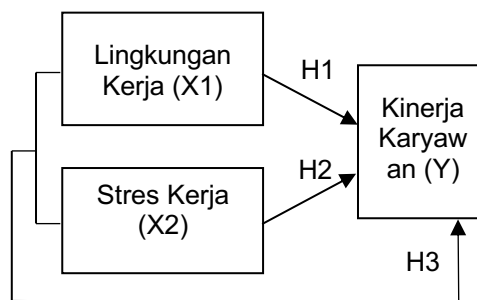 Lingkungan
Kerja (X1)
H1
Kinerja
Karyaw
an (Y)
Stres Kerja
(X2)
H2
H3